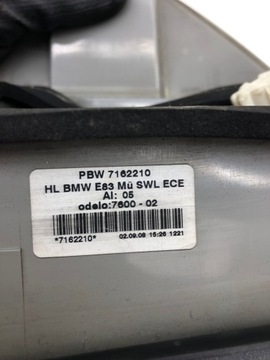 PBW 7162210
HL BMW E83 Mü SWL ECE
AI: 05
odelo:7600 - 02
*7162210*
02.09.08 15:26 1221